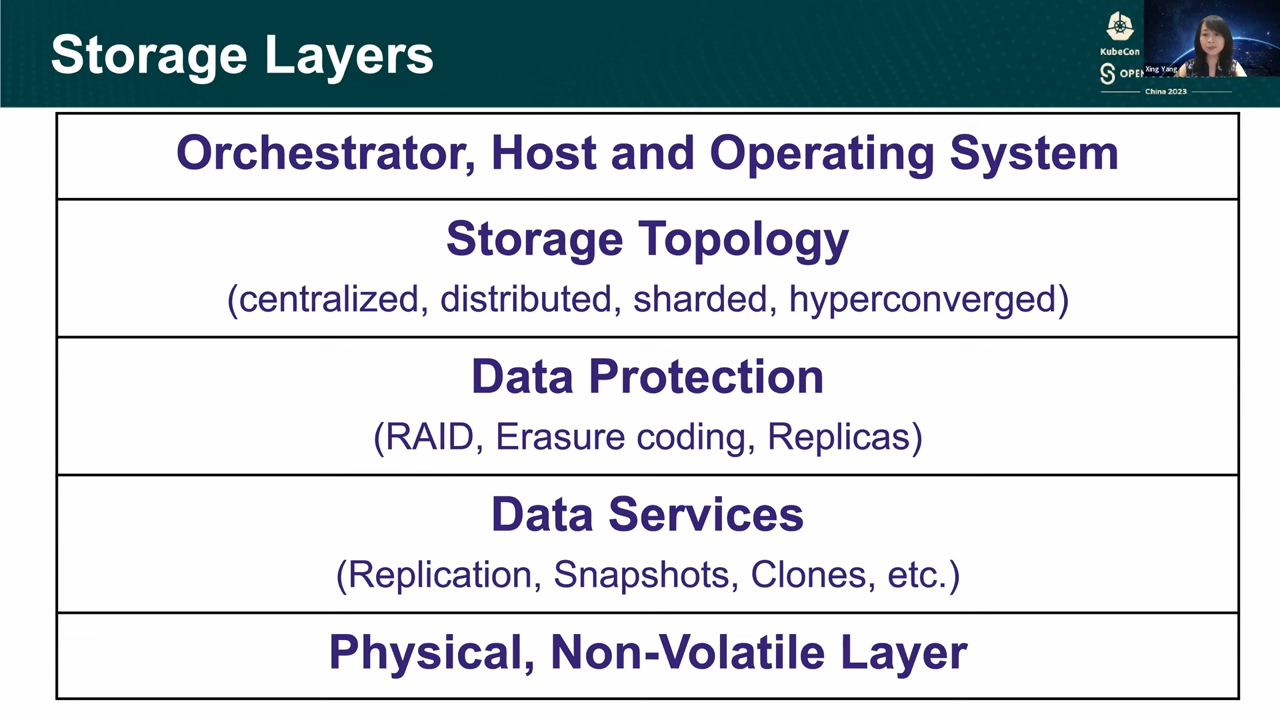 Storage Layers
KubeCon
Xing Yang
China 2023
Orchestrator, Host and Operating System
Storage Topology
(centralized, distributed, sharded, hyperconverged)
Data Protection
(RAID, Erasure coding, Replicas)
Data Services
(Replication, Snapshots, Clones, etc.)
Physical, Non-Volatile Layer